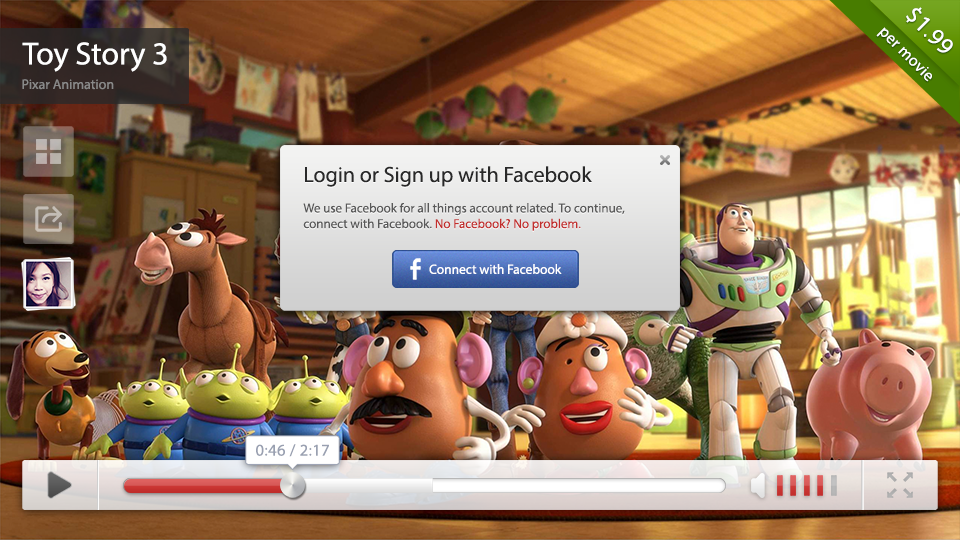 Toy Story 3
Pixar Animation
$1.99
per movie
Login or Sign up with Facebook
We use Facebook for all things account related. To continue,
connect with Facebook. No Facebook? No problem.
f Connect with Facebook
0:46 / 2:17